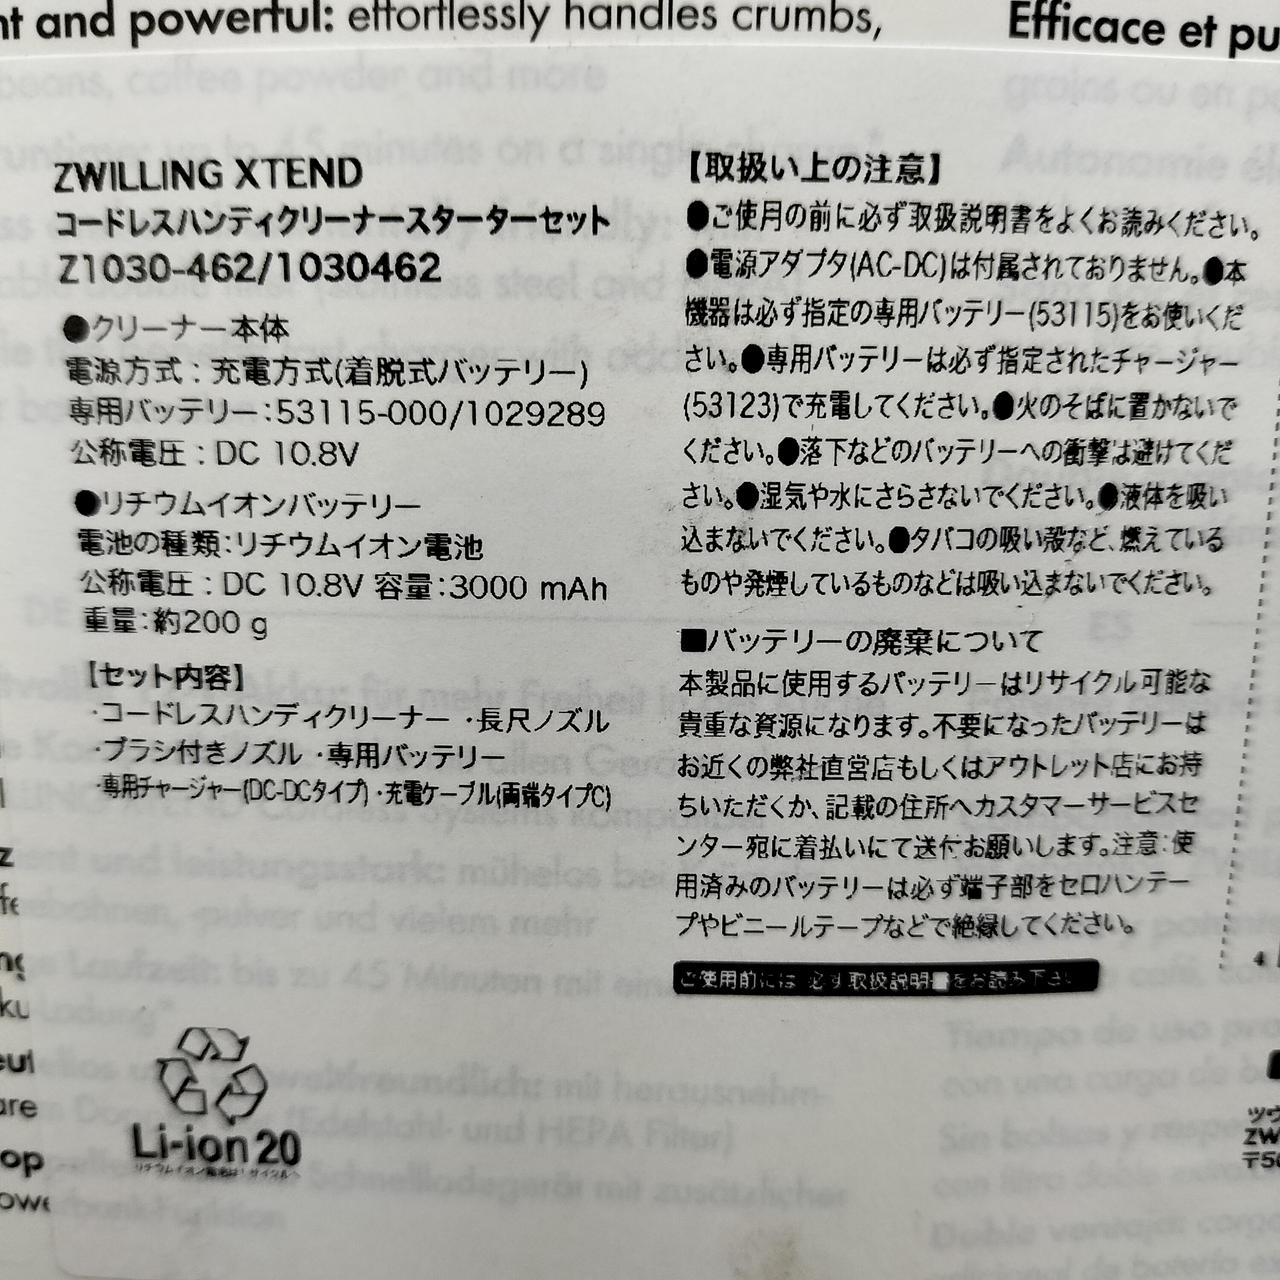 nt and powerful: effortlessly handles crumbs,
Efficace et pu
ZWILLING XTEND
コードレスハンディクリーナースターターセット
Z1030-462/1030462
●クリーナー本体
電源方式：充電方式(着脱式バッテリー)
専用バッテリー：53115-000/1029289
公称電圧：DC 10.8V
●リチウムイオンバッテリー
電池の種類：リチウムイオン電池
公称電圧：DC 10.8V 容量：3000 mAh
重量：約200 g
【セット内容】
・コードレスハンディクリーナー ・長尺ノズル
・ブラシ付きノズル ・専用バッテリー
・専用チャージャー(DC-DCタイプ)・充電ケーブル(両端タイプC)
Li-ion 20
リチウムイオン電池はリサイクルへ
【取扱い上の注意】
●ご使用の前に必ず取扱説明書をよくお読みください。
●電源アダプタ(AC-DC)は付属されておりません。●本
機器は必ず指定の専用バッテリー(53115)をお使いくだ
さい。●専用バッテリーは必ず指定されたチャージャー
(53123)で充電してください。●火のそばに置かないで
ください。●落下などのバッテリーへの衝撃は避けてくだ
さい。●湿気や水にさらさないでください。●液体を吸い
込まないでください。●タバコの吸い殻など、燃えている
ものや発煙しているものなどは吸い込まないでください。
■バッテリーの廃棄について
本製品に使用するバッテリーはリサイクル可能な
貴重な資源になります。不要になったバッテリーは
お近くの弊社直営店もしくはアウトレット店にお持
ちいただくか、記載の住所へカスタマーサービスセ
ンター宛に着払いにて送付お願いします。注意：使
用済みのバッテリーは必ず端子部をセロハンテー
プやビニールテープなどで絶縁してください。
ご使用前には 必ず取扱説明書をお読み下さい
ツヴ
ZW
〒50